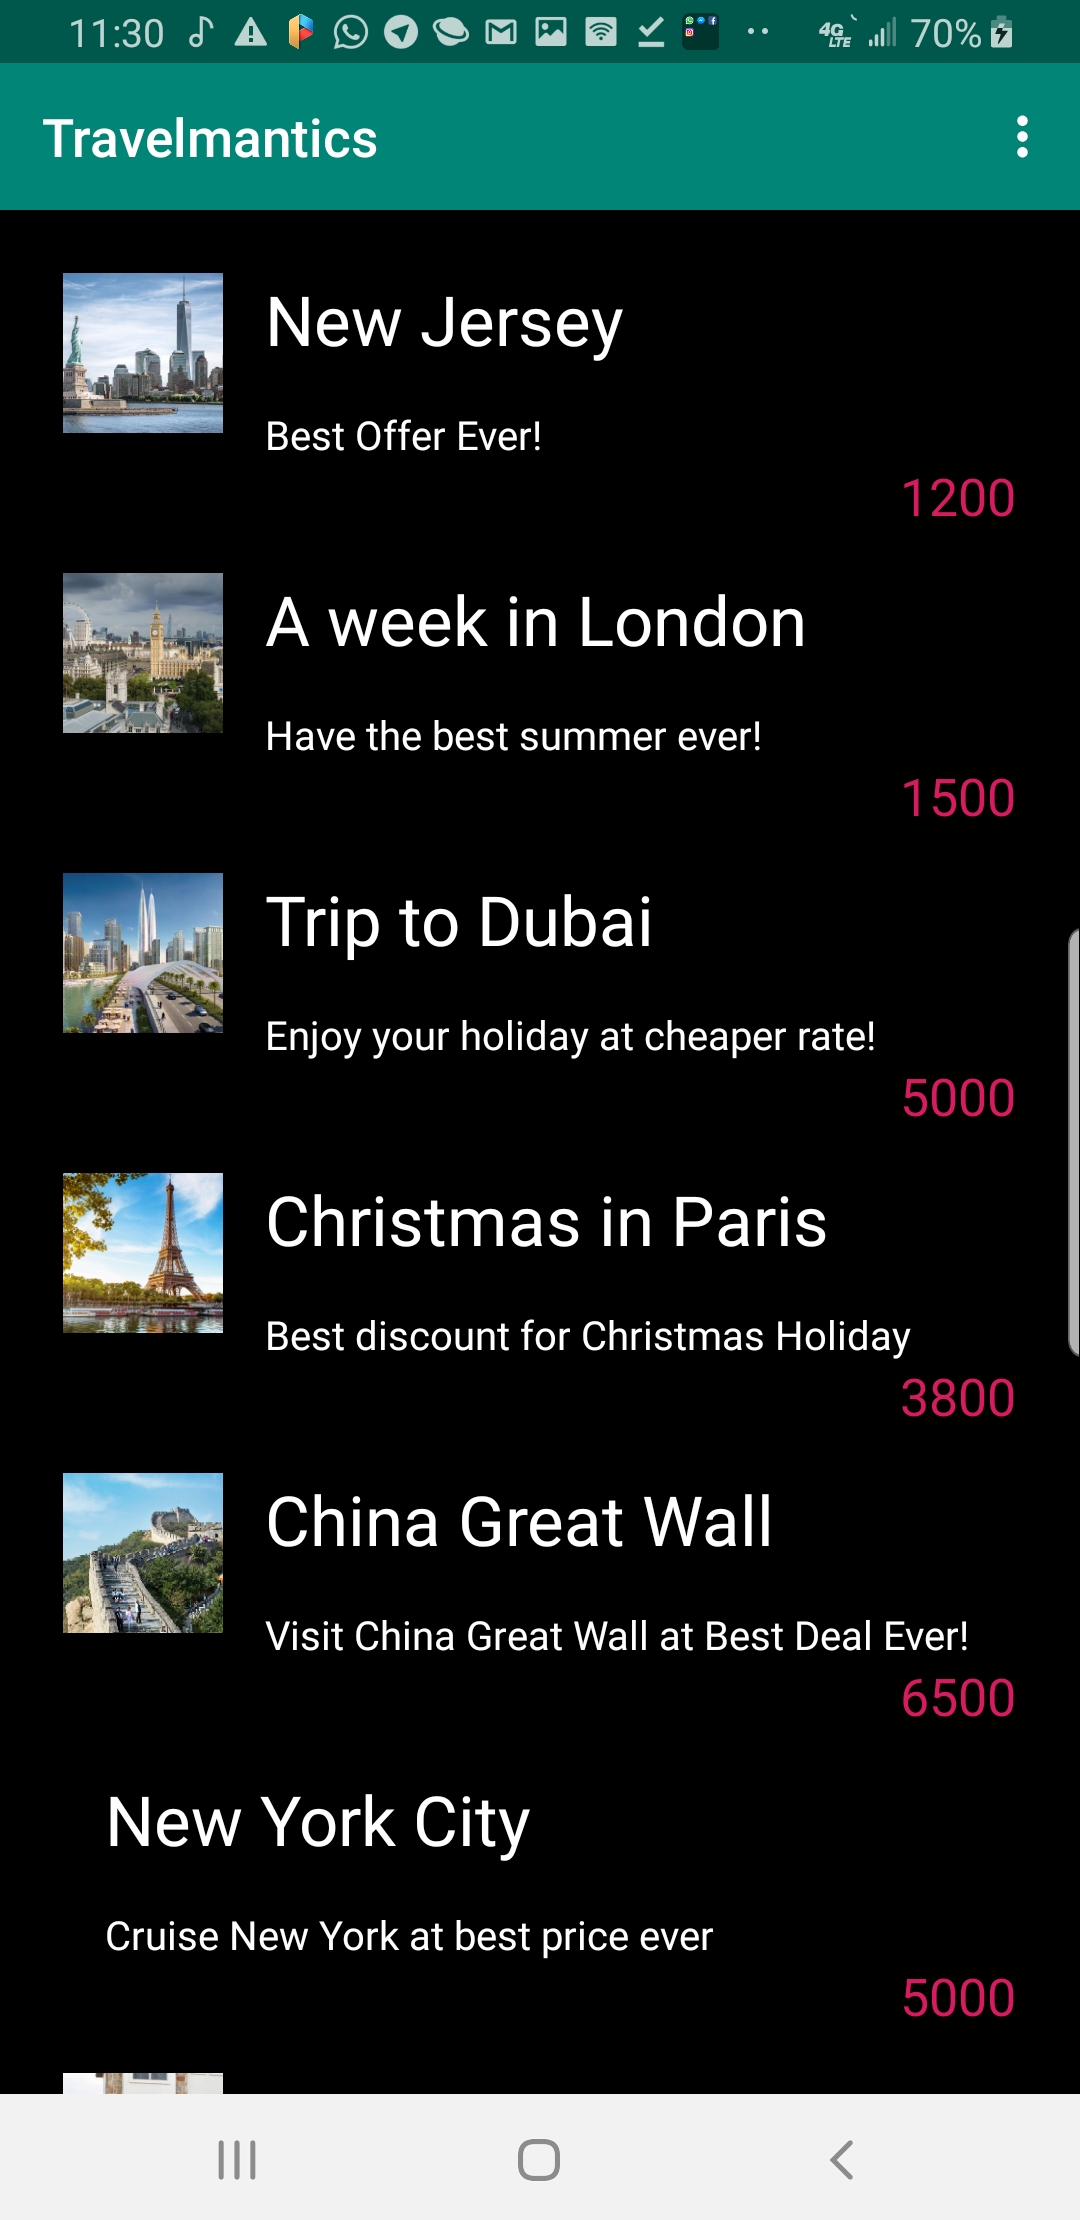 11:30
4G LTE 70%
Travelmantics
New Jersey
Best Offer Ever!
1200
A week in London
Have the best summer ever!
1500
Trip to Dubai
Enjoy your holiday at cheaper rate!
5000
Christmas in Paris
Best discount for Christmas Holiday
3800
China Great Wall
Visit China Great Wall at Best Deal Ever!
6500
New York City
Cruise New York at best price ever
5000